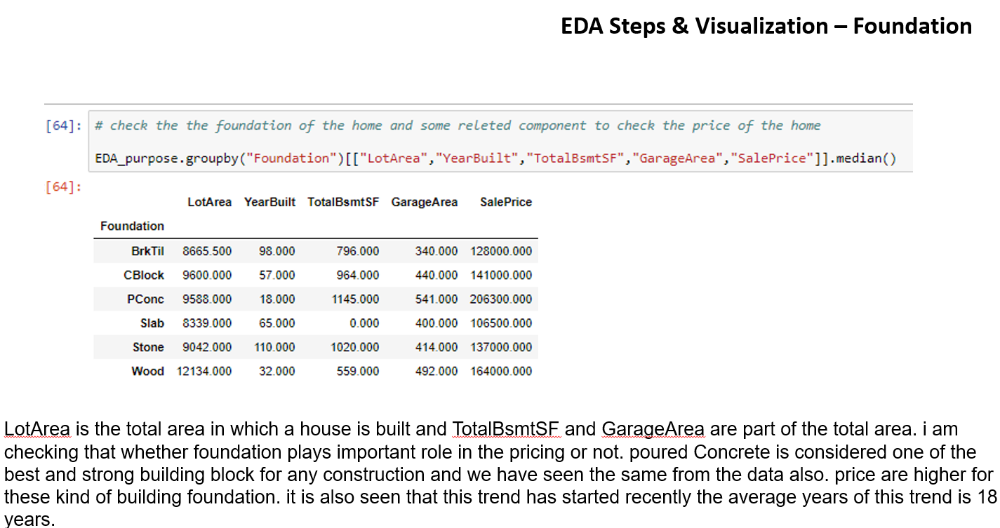 EDA Steps & Visualization – Foundation
[64]: # check the the foundation of the home and some releted component to check the price of the home
EDA_purpose.groupby("Foundation")[["LotArea","YearBuilt","TotalBsmtSF","GarageArea","SalePrice"]].median()
[64]:
LotArea YearBuilt TotalBsmtSF GarageArea SalePrice
Foundation
BrkTil 8665.500 98.000 796.000 340.000 128000.000
CBlock 9600.000 57.000 964.000 440.000 141000.000
PConc 9588.000 18.000 1145.000 541.000 206300.000
Slab 8339.000 65.000 0.000 400.000 106500.000
Stone 9042.000 110.000 1020.000 414.000 137000.000
Wood 12134.000 32.000 559.000 492.000 164000.000
LotArea is the total area in which a house is built and TotalBsmtSF and GarageArea are part of the total area. i am
checking that whether foundation plays important role in the pricing or not. poured Concrete is considered one of the
best and strong building block for any construction and we have seen the same from the data also. price are higher for
these kind of building foundation. it is also seen that this trend has started recently the average years of this trend is 18
years.